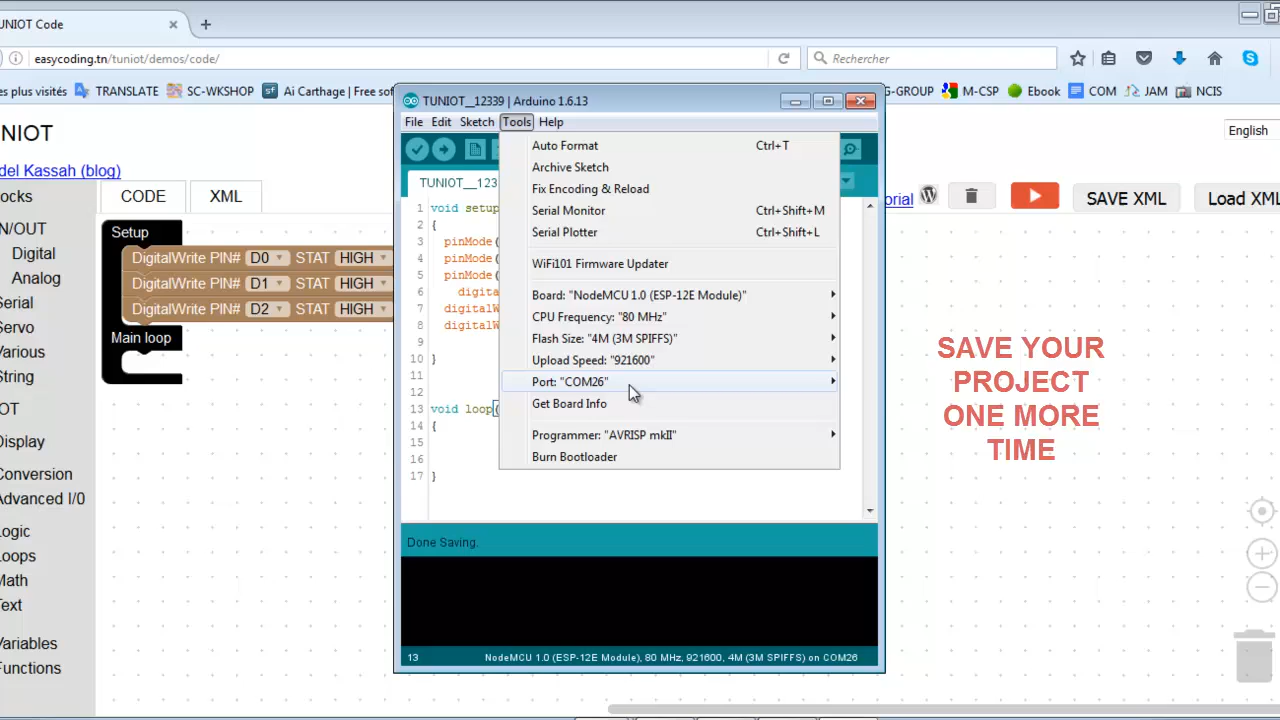 UNIOT Code
easycoding.tn/tuniot/demos/code/
Rechercher
es plus visités
TRANSLATE
SC-WKSHOP
Ai Carthage | Free sof
-GROUP
M-CSP
Ebook
COM
JAM
NCIS
NIOT
English
del Kassah (blog)
CODE
XML
orial
SAVE XML
Load XM
ocks
N/OUT
Digital
Analog
Serial
Servo
Various
String
OT
Display
Conversion
Advanced I/0
Logic
Loops
Math
Text
Variables
Functions
Setup
DigitalWrite PIN# D0 STAT HIGH
DigitalWrite PIN# D1 STAT HIGH
DigitalWrite PIN# D2 STAT HIGH
Main loop
TUNIOT__12339 | Arduino 1.6.13
File Edit Sketch Tools Help
TUNIOT__123
1 void setup
2 {
3 pinMode(
4 pinMode(
5 pinMode(
6 digita
7 digitalW
8 digitalW
9
10 }
11
12
13 void loop(
14 {
15
16
17 }
Auto Format Ctrl+T
Archive Sketch
Fix Encoding & Reload
Serial Monitor Ctrl+Shift+M
Serial Plotter Ctrl+Shift+L
WiFi101 Firmware Updater
Board: "NodeMCU 1.0 (ESP-12E Module)"
CPU Frequency: "80 MHz"
Flash Size: "4M (3M SPIFFS)"
Upload Speed: "921600"
Port: "COM26"
Get Board Info
Programmer: "AVRISP mkII"
Burn Bootloader
Done Saving.
13 NodeMCU 1.0 (ESP-12E Module), 80 MHz, 921600, 4M (3M SPIFFS) on COM26
SAVE YOUR
PROJECT
ONE MORE
TIME